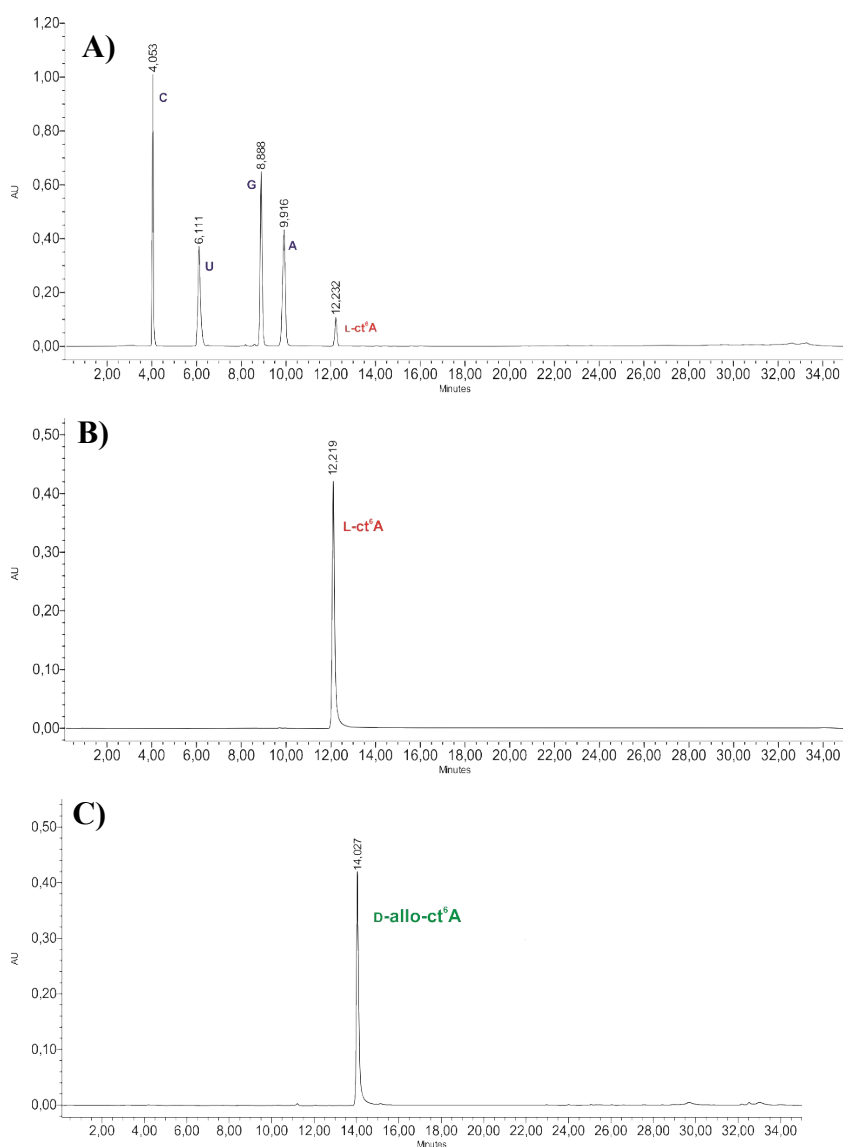 A)
1,20
1,00
0,80
0,60
0,40
0,20
0,00
AU
4,053
C
6,111
U
8,888
G
9,916
A
12,232
L-ct⁶A
2,00 4,00 6,00 8,00 10,00 12,00 14,00 16,00 18,00 20,00 22,00 24,00 26,00 28,00 30,00 32,00 34,00
Minutes
B)
0,50
0,40
0,30
0,20
0,10
0,00
AU
12,219
L-ct⁶A
2,00 4,00 6,00 8,00 10,00 12,00 14,00 16,00 18,00 20,00 22,00 24,00 26,00 28,00 30,00 32,00 34,00
Minutes
C)
0,50
0,40
0,30
0,20
0,10
0,00
AU
14,027
D-allo-ct⁶A
2,00 4,00 6,00 8,00 10,00 12,00 14,00 16,00 18,00 20,00 22,00 24,00 26,00 28,00 30,00 32,00 34,00
Minutes